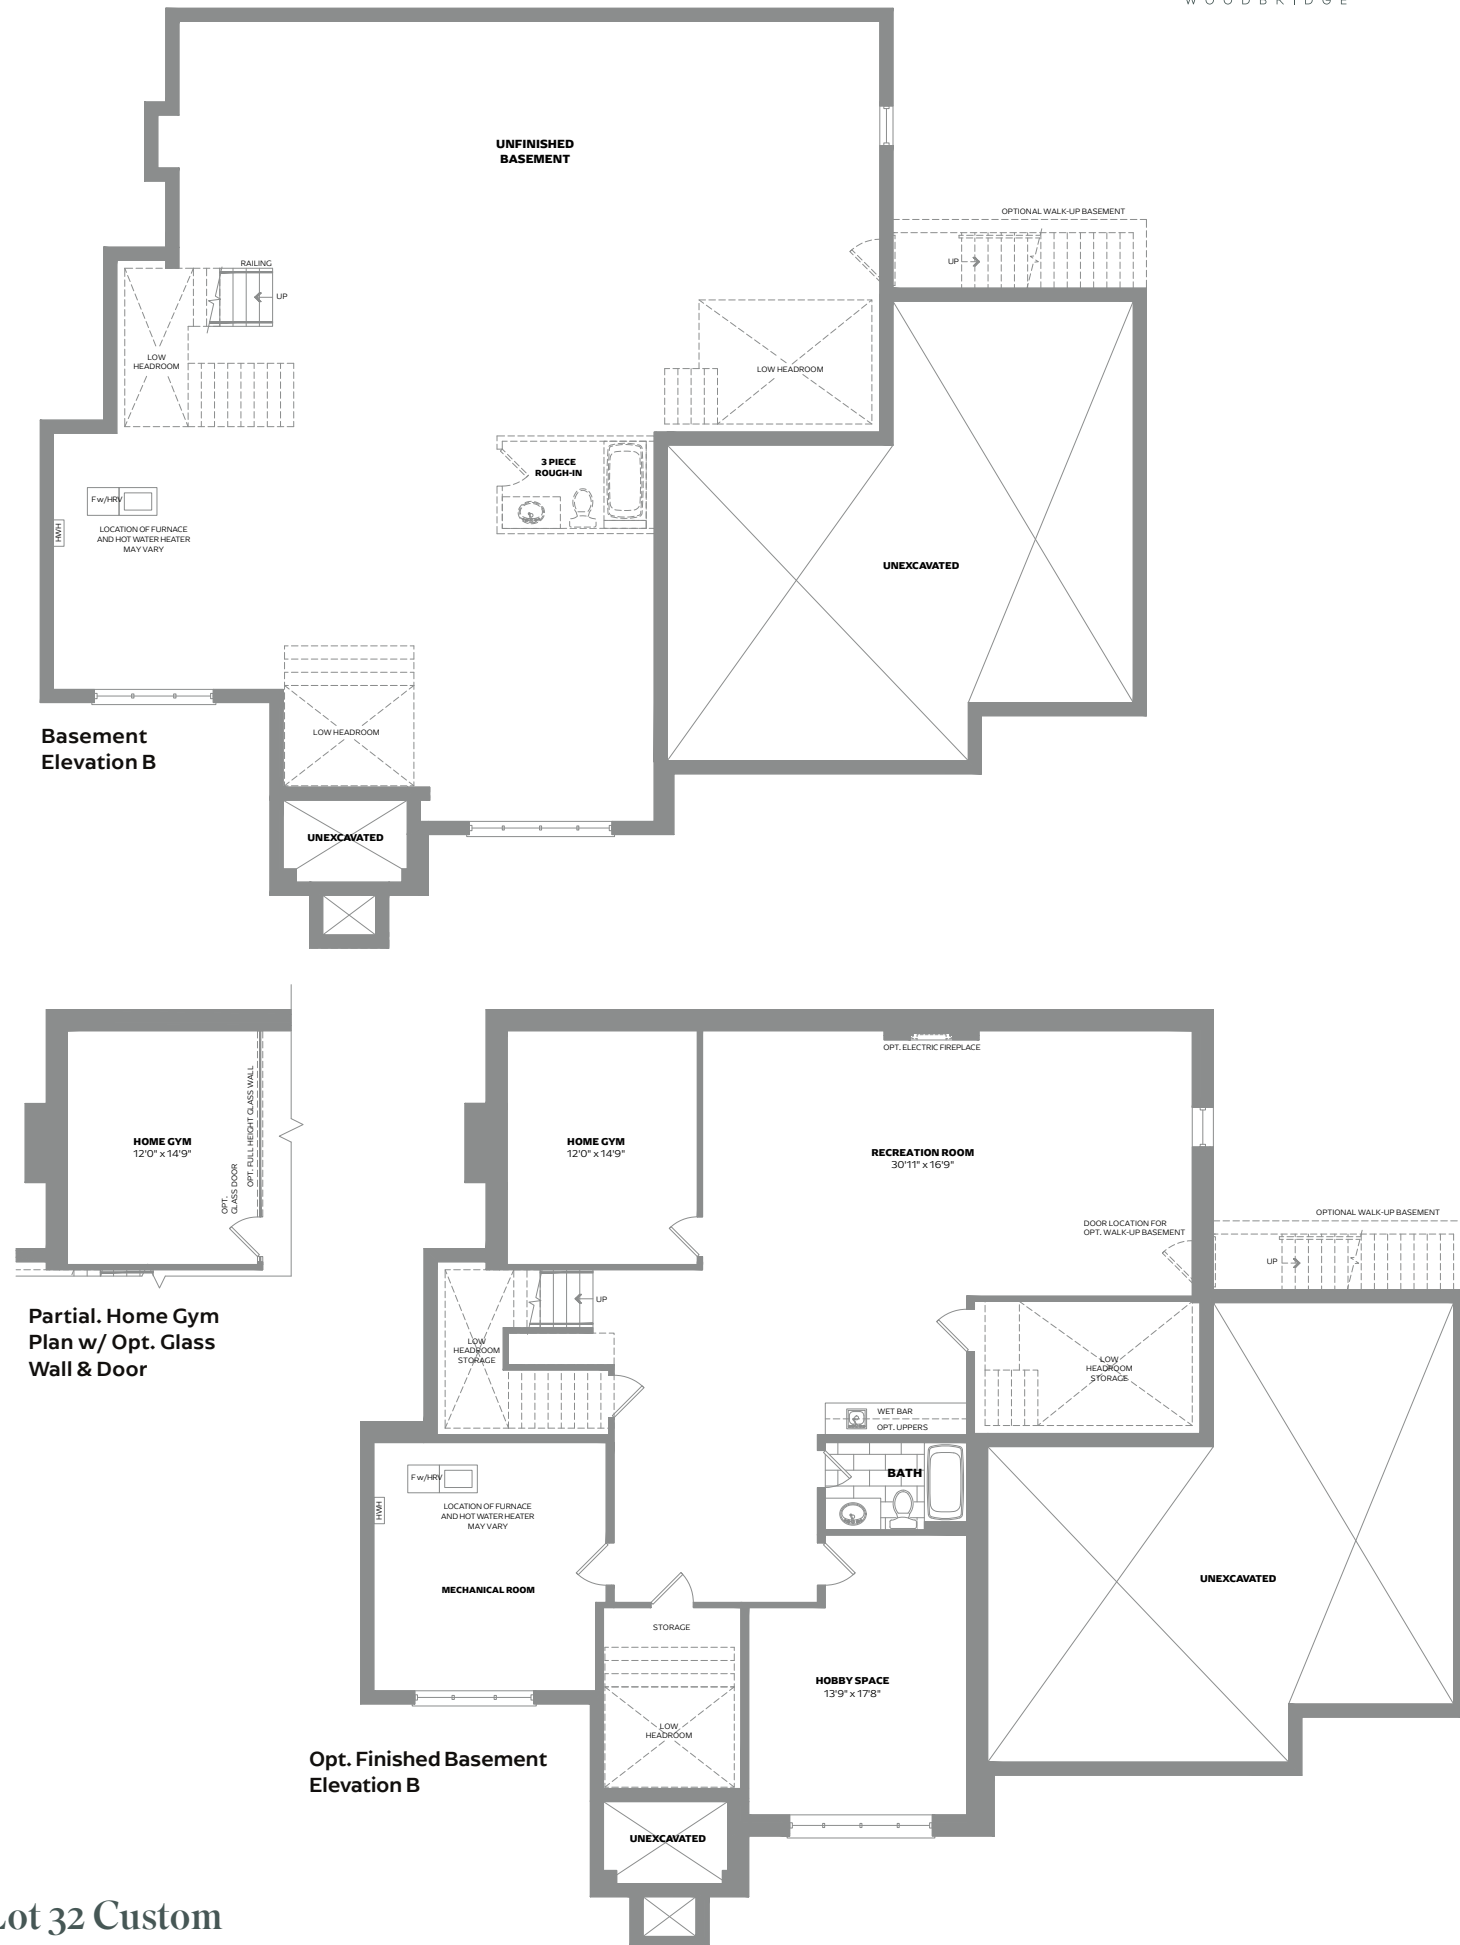 WOODBRIDGE
UNFINISHED
BASEMENT
OPTIONAL WALK-UP BASEMENT
UP
RAILING
UP
LOW
HEADROOM
LOW HEADROOM
3 PIECE
ROUGH-IN
F w/HRV
HWH
LOCATION OF FURNACE
AND HOT WATER HEATER
MAY VARY
UNEXCAVATED
LOW HEADROOM
Basement
Elevation B
UNEXCAVATED
HOME GYM
12'0" x 14'9"
OPT. FULL HEIGHT GLASS WALL
OPT.
GLASS DOOR
Partial. Home Gym
Plan w/ Opt. Glass
Wall & Door
OPT. ELECTRIC FIREPLACE
HOME GYM
12'0" x 14'9"
RECREATION ROOM
30'11" x 16'9"
OPTIONAL WALK-UP BASEMENT
DOOR LOCATION FOR
OPT. WALK-UP BASEMENT
UP
UP
LOW
HEADROOM
STORAGE
LOW
HEADROOM
STORAGE
WET BAR
OPT. UPPERS
BATH
F w/HRV
HWH
LOCATION OF FURNACE
AND HOT WATER HEATER
MAY VARY
MECHANICAL ROOM
UNEXCAVATED
STORAGE
HOBBY SPACE
13'9" x 17'8"
LOW
HEADROOM
Opt. Finished Basement
Elevation B
UNEXCAVATED
Lot 32 Custom